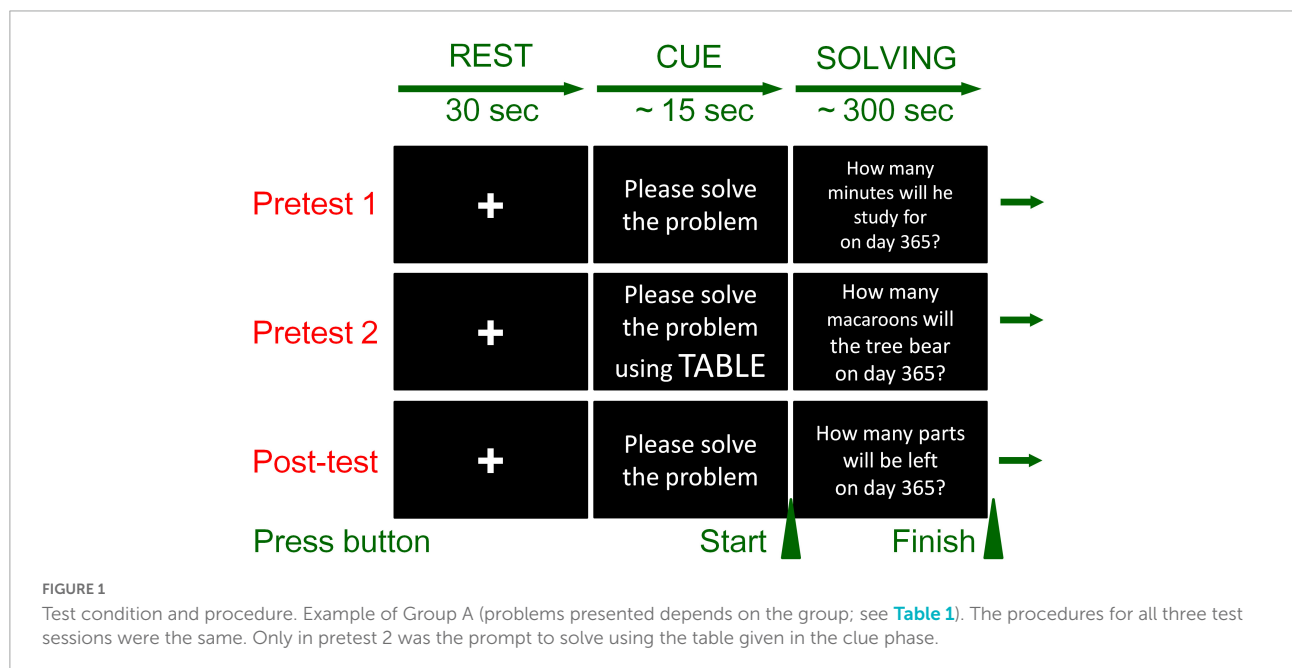 REST CUE SOLVING
30 sec ~ 15 sec ~ 300 sec
Pretest 1
+
Please solve
the problem
How many
minutes will he
study for
on day 365?
Pretest 2
+
Please solve
the problem
using TABLE
How many
macaroons will
the tree bear
on day 365?
Post-test
+
Please solve
the problem
How many parts
will be left
on day 365?
Press button Start Finish
FIGURE 1
Test condition and procedure. Example of Group A (problems presented depends on the group; see Table 1). The procedures for all three test
sessions were the same. Only in pretest 2 was the prompt to solve using the table given in the clue phase.